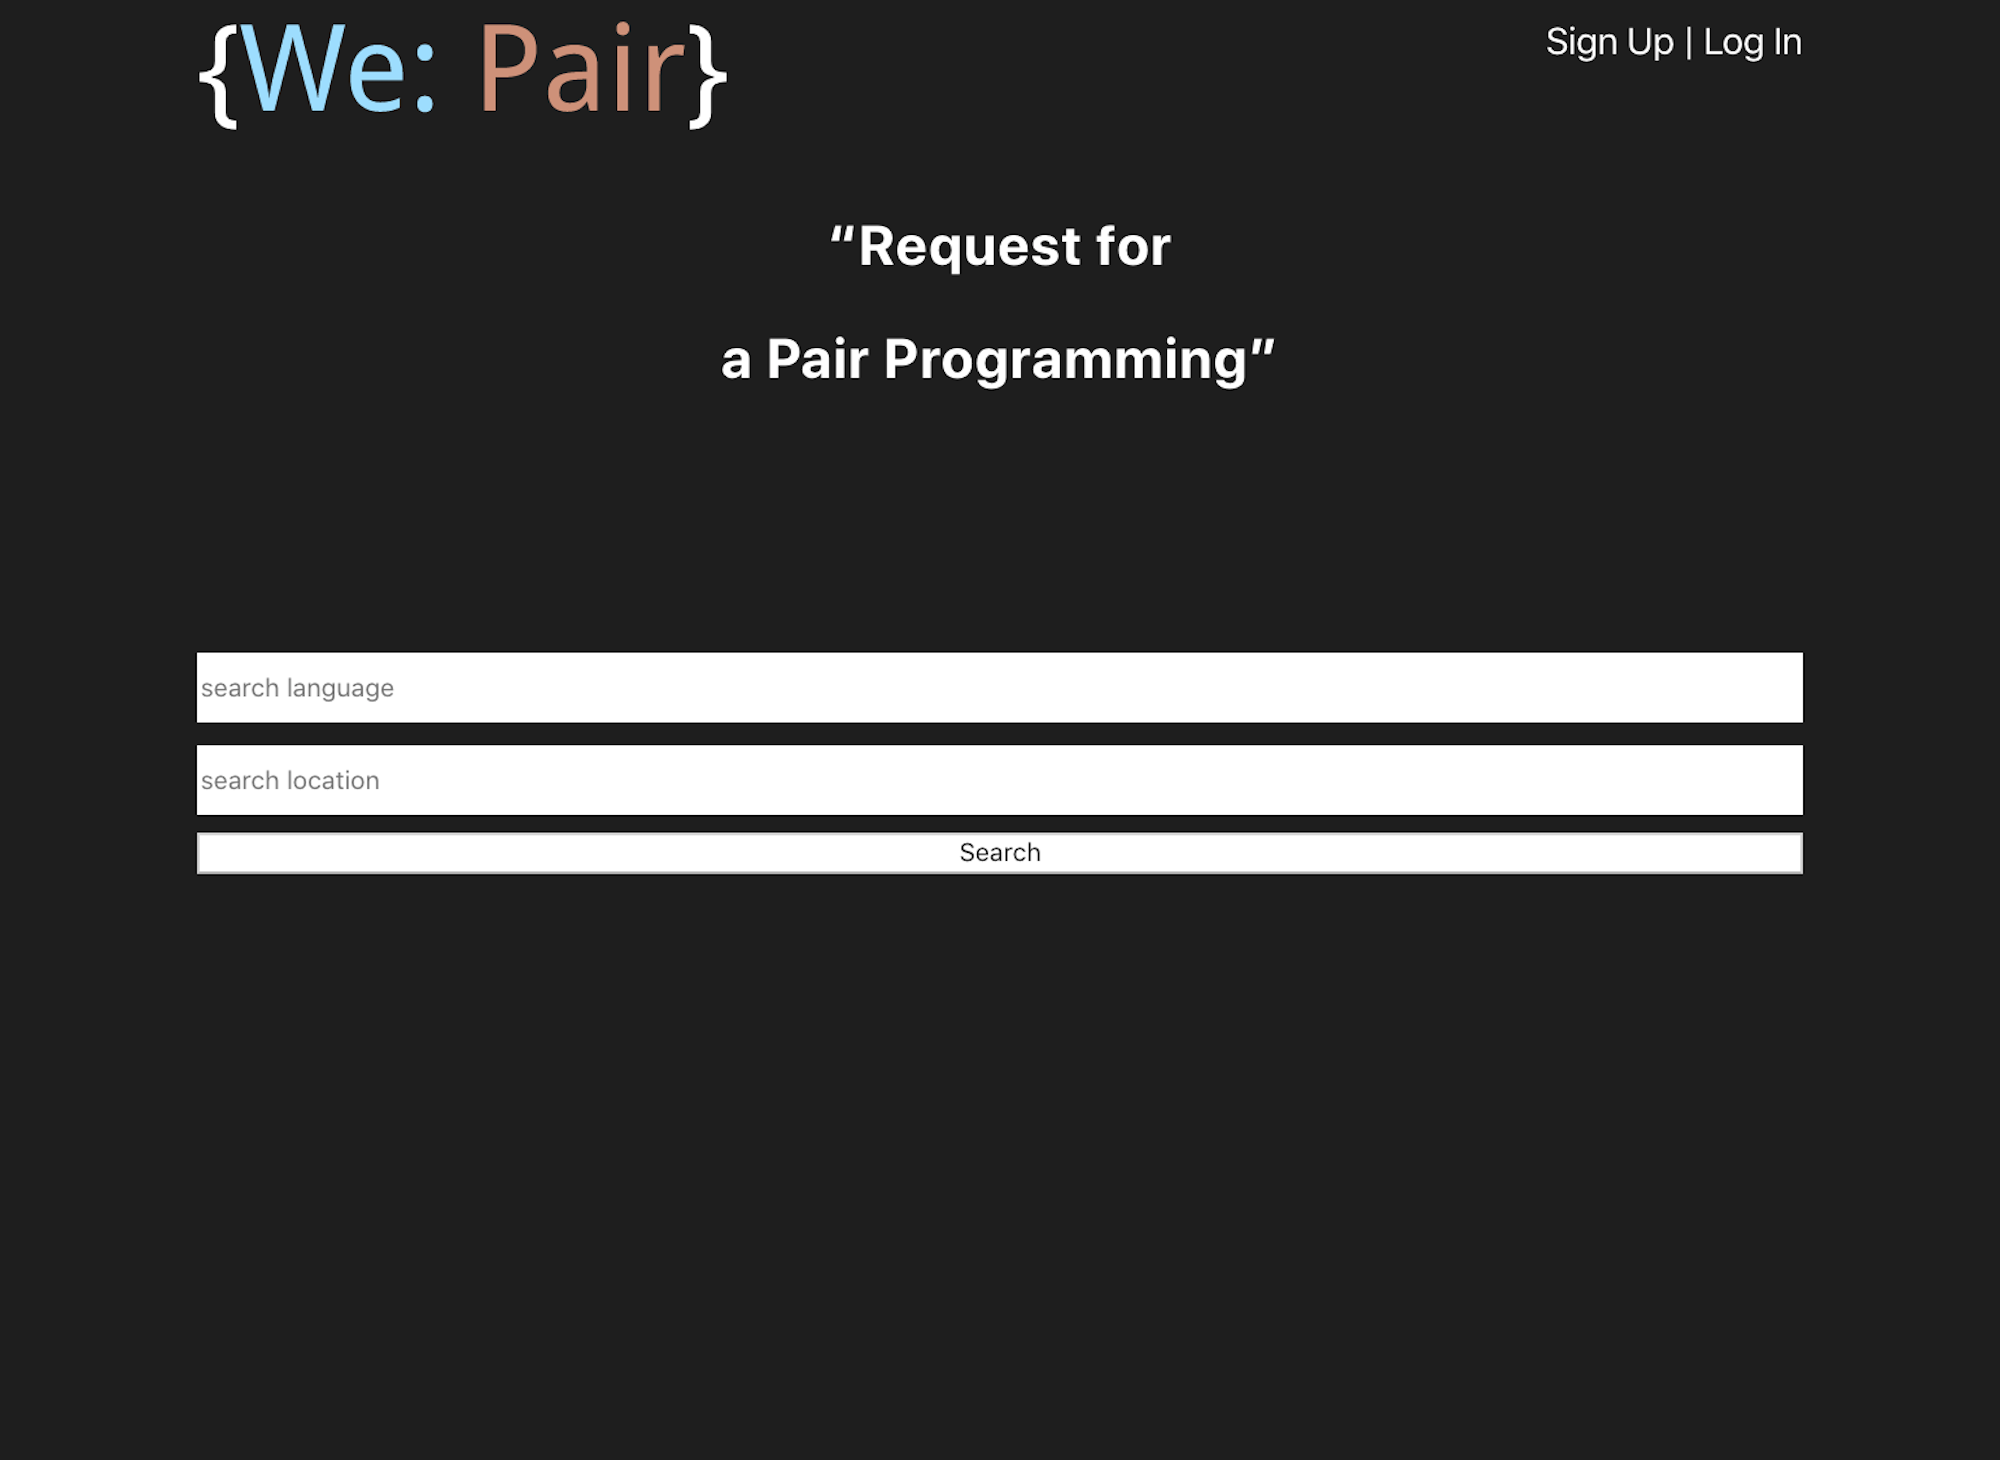 {We: Pair}
Sign Up | Log In
“Request for
a Pair Programming”
search language
search location
Search